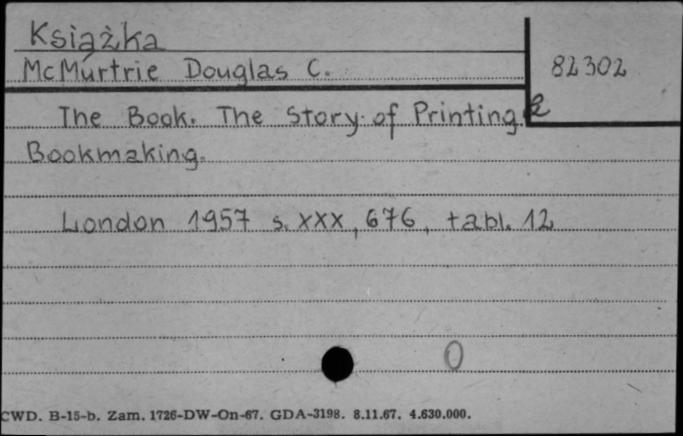 Książka
McMurtrie Douglas C.
82302
The Book. The Story of Printing &
Bookmaking.
London 1957 s. XXX, 676, tabl. 12
0
CWD. B-15-b. Zam. 1726-DW-On-67. GDA-3198. 8.11.67. 4.630.000.